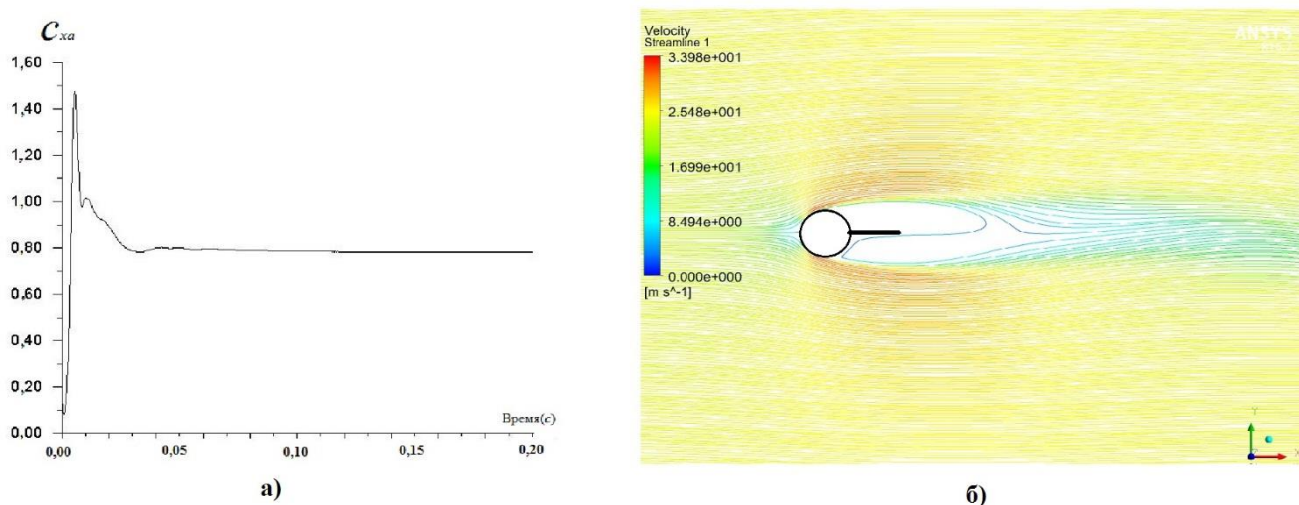 C xa
1,60
1,40
1,20
1,00
0,80
0,60
0,40
0,20
0,00
Время(с)
0,00 0,05 0,10 0,15 0,20
а)
Velocity
Streamline 1
3.398e+001
2.548e+001
1.699e+001
8.494e+000
0.000e+000
[m s^-1]
ANSYS
Y
X
б)